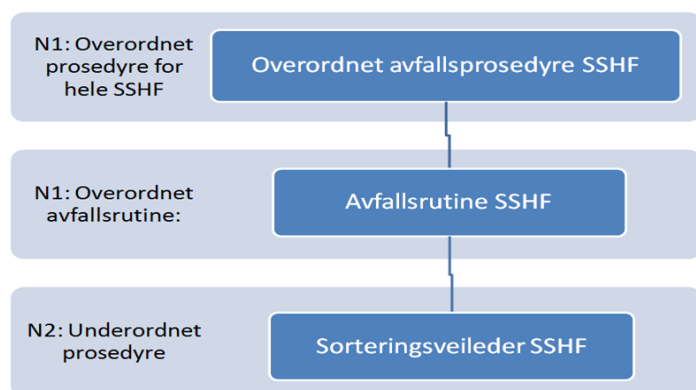 N1: Overordnet
prosedyre for
hele SSHF
Overordnet avfallsprosedyre SSHF
N1: Overordnet
avfallsrutine:
Avfallsrutine SSHF
N2: Underordnet
prosedyre
Sorteringsveileder SSHF